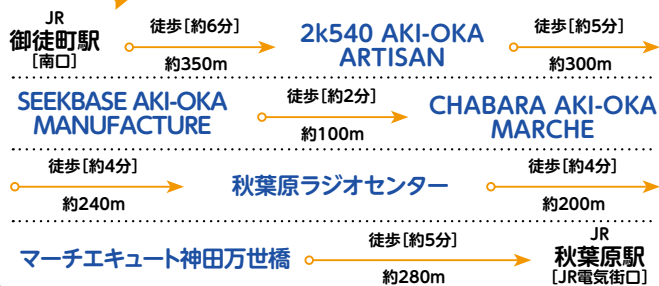 JR
御徒町駅
[南口]
徒歩[約6分]
約350m
2k540 AKI-OKA
ARTISAN
徒歩[約5分]
約300m
SEEKBASE AKI-OKA
MANUFACTURE
徒歩[約2分]
約100m
CHABARA AKI-OKA
MARCHE
徒歩[約4分]
約240m
秋葉原ラジオセンター
徒歩[約4分]
約200m
マーチエキュート神田万世橋
徒歩[約5分]
約280m
JR
秋葉原駅
[JR電気街口]